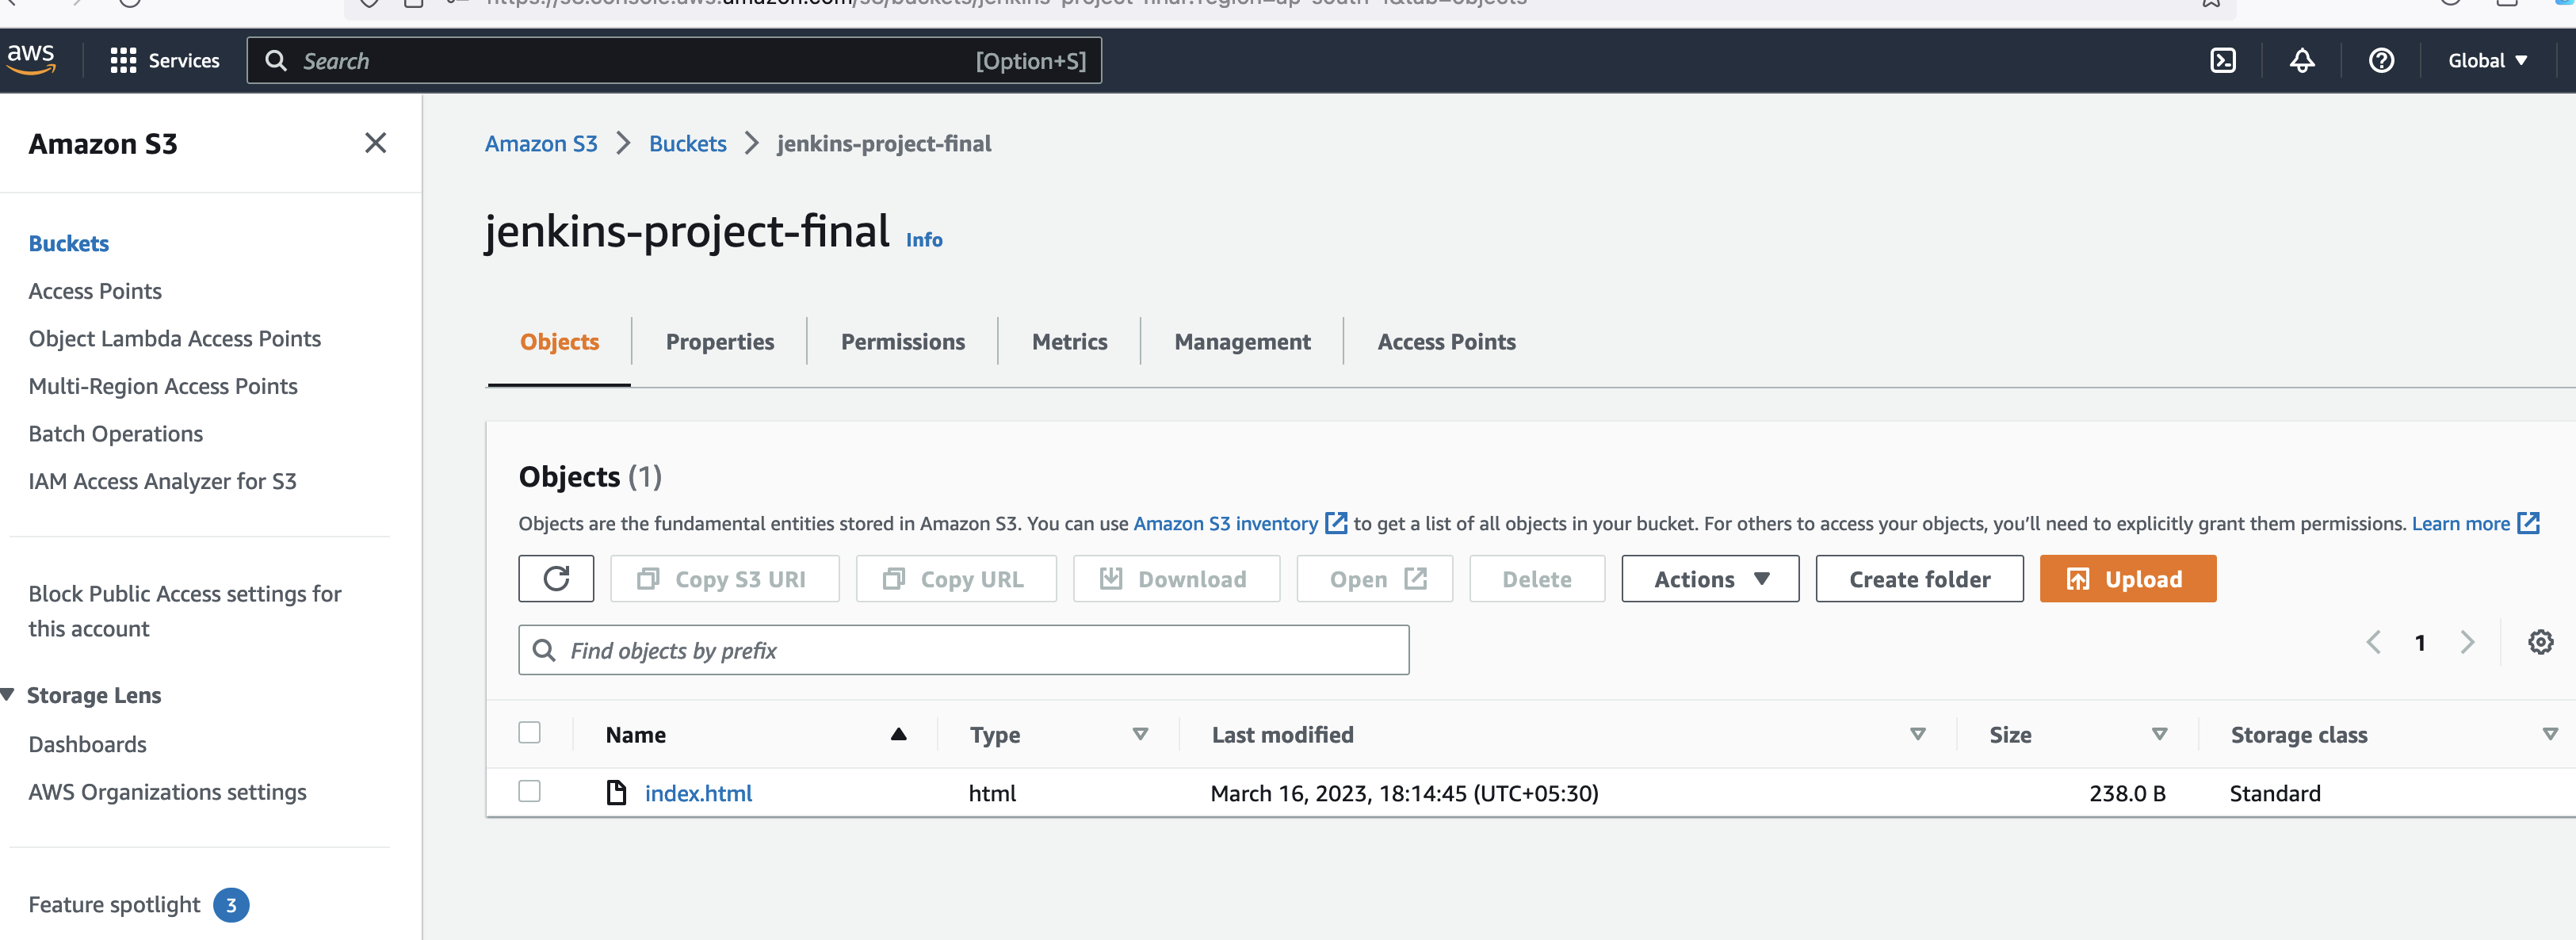 aws
Services
Search
[Option+S]
Global
Amazon S3
Buckets
Access Points
Object Lambda Access Points
Multi-Region Access Points
Batch Operations
IAM Access Analyzer for S3
Block Public Access settings for
this account
Storage Lens
Dashboards
AWS Organizations settings
Feature spotlight 3
Amazon S3 > Buckets > jenkins-project-final
jenkins-project-final Info
Objects
Properties
Permissions
Metrics
Management
Access Points
Objects (1)
Objects are the fundamental entities stored in Amazon S3. You can use Amazon S3 inventory to get a list of all objects in your bucket. For others to access your objects, you’ll need to explicitly grant them permissions. Learn more
Copy S3 URI
Copy URL
Download
Open
Delete
Actions
Create folder
Upload
Find objects by prefix
1
Name Type Last modified Size Storage class
index.html html March 16, 2023, 18:14:45 (UTC+05:30) 238.0 B Standard